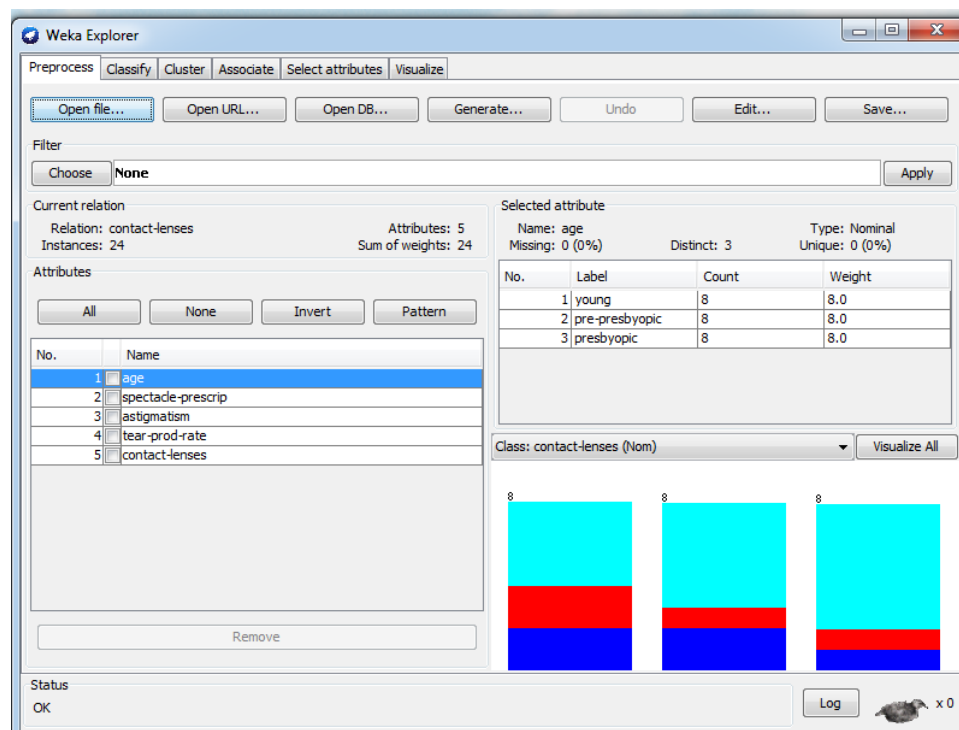 Weka Explorer
Preprocess Classify Cluster Associate Select attributes Visualize
Open file... Open URL... Open DB... Generate... Undo Edit... Save...
Filter
Choose None Apply
Current relation
Relation: contact-lenses Attributes: 5
Instances: 24 Sum of weights: 24
Attributes
All None Invert Pattern
No. Name
1 age
2 spectacle-prescrip
3 astigmatism
4 tear-prod-rate
5 contact-lenses
Remove
Selected attribute
Name: age Type: Nominal
Missing: 0 (0%) Distinct: 3 Unique: 0 (0%)
No. Label Count Weight
1 young 8 8.0
2 pre-presbyopic 8 8.0
3 presbyopic 8 8.0
Class: contact-lenses (Nom) Visualize All
8 8 8
Status
OK Log x 0